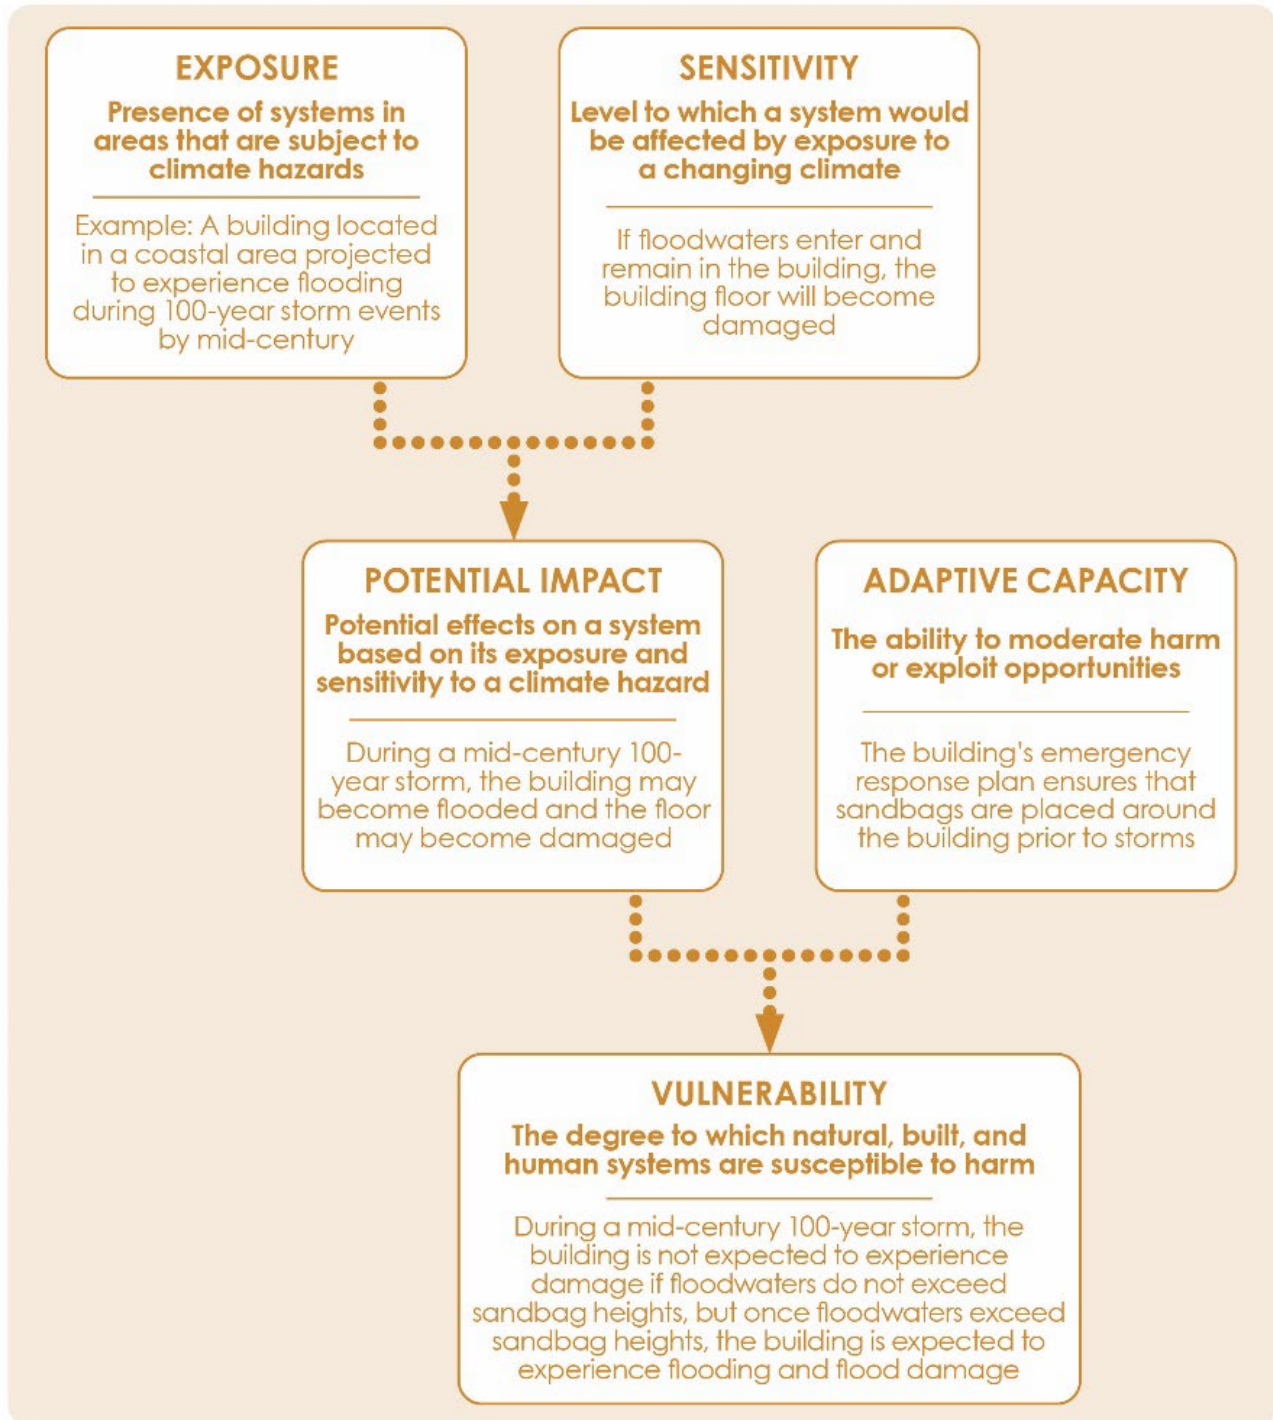 EXPOSURE
Presence of systems in
areas that are subject to
climate hazards
Example: A building located
in a coastal area projected
to experience flooding
during 100-year storm events
by mid-century
SENSITIVITY
Level to which a system would
be affected by exposure to
a changing climate
If floodwaters enter and
remain in the building, the
building floor will become
damaged
POTENTIAL IMPACT
Potential effects on a system
based on its exposure and
sensitivity to a climate hazard
During a mid-century 100-
year storm, the building may
become flooded and the floor
may become damaged
ADAPTIVE CAPACITY
The ability to moderate harm
or exploit opportunities
The building's emergency
response plan ensures that
sandbags are placed around
the building prior to storms
VULNERABILITY
The degree to which natural, built, and
human systems are susceptible to harm
During a mid-century 100-year storm, the
building is not expected to experience
damage if floodwaters do not exceed
sandbag heights, but once floodwaters exceed
sandbag heights, the building is expected to
experience flooding and flood damage